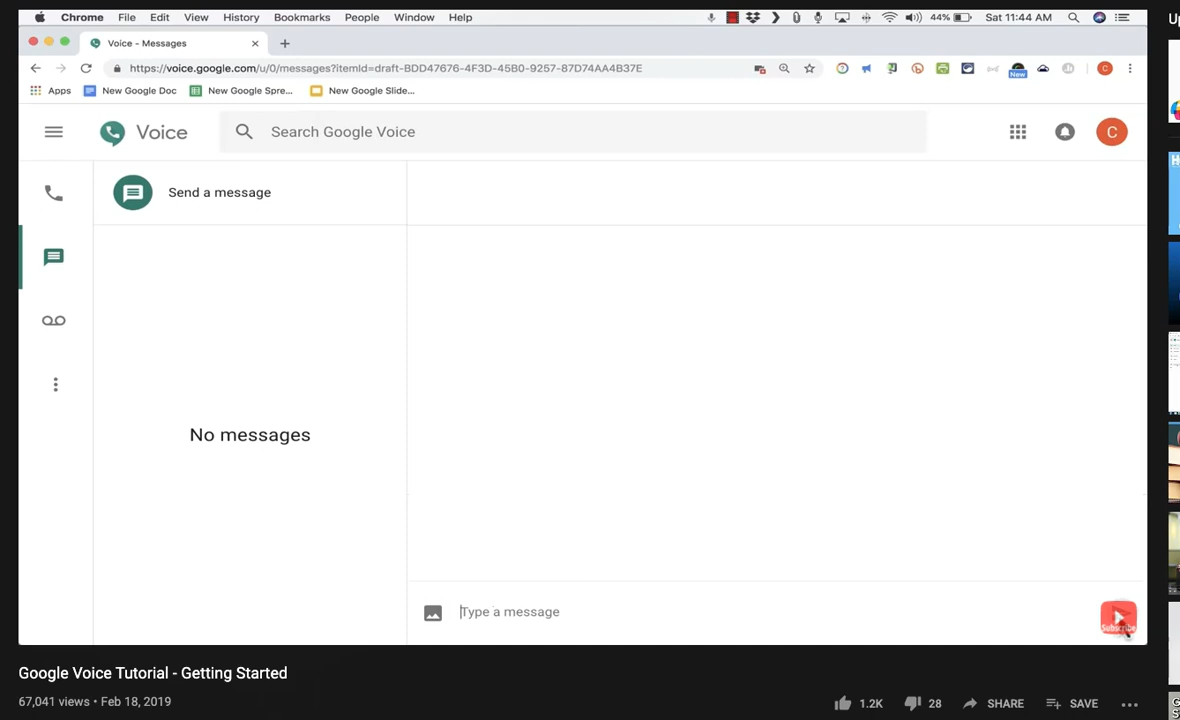 Chrome File Edit View History Bookmarks People Window Help 44% Sat 11:44 AM
Voice - Messages
https://voice.google.com/u/0/messages?itemId=draft-BDD47676-4F3D-45B0-9257-87D74AA4B37E New
Apps New Google Doc New Google Spre... New Google Slide...
Voice Search Google Voice C
Send a message
No messages
Type a message
Subscribe
Google Voice Tutorial - Getting Started
67,041 views • Feb 18, 2019 1.2K 28 SHARE SAVE